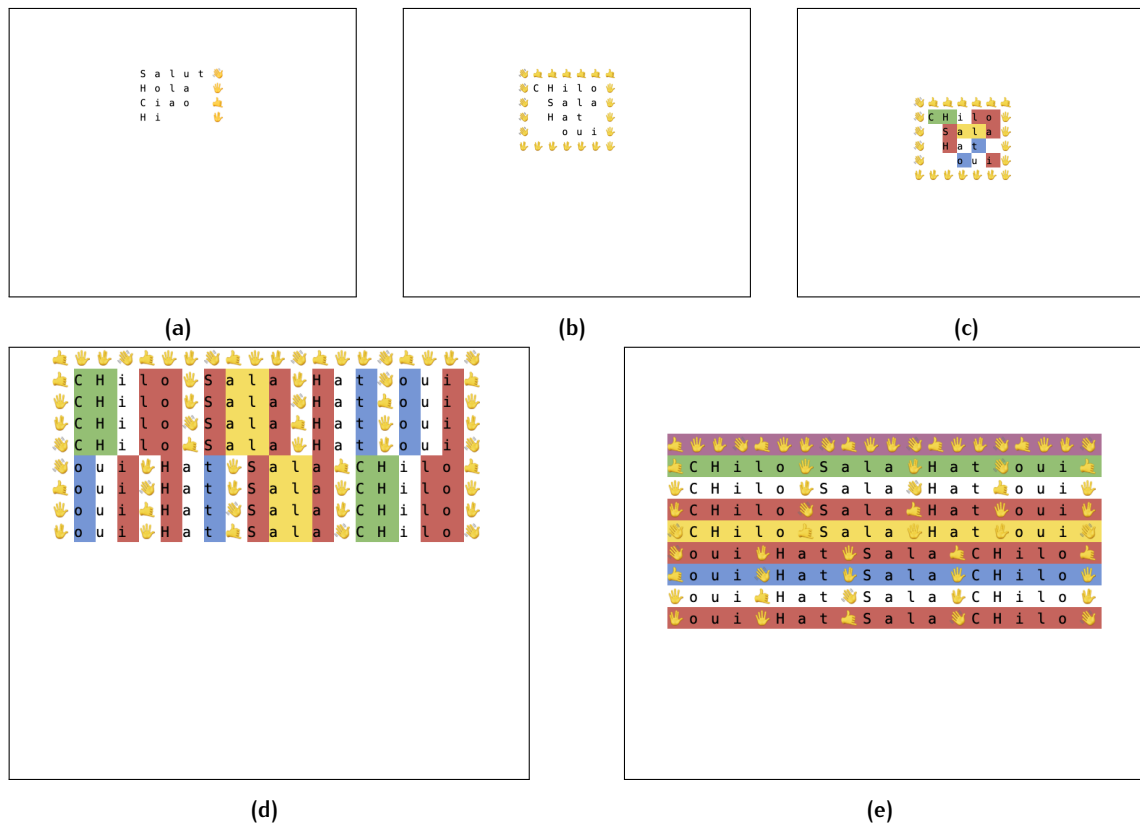 Salut 👋
Hola 🖐
Ciao 🤙
Hi 🖖
(a)
👋🤙🤙🤙🤙🤙🤙
👋CHilo🖐
👋 Sala🖐
👋 Hat 🖐
👋  oui🖐
🖖🖖🖖🖖🖖🖖🖖
(b)
👋🤙🤙🤙🤙🤙🤙
👋CHilo🖐
👋 Sala🖐
👋 Hat 🖐
👋  oui🖐
🖖🖖🖖🖖🖖🖖🖖
(c)
🤙🖐🖖👋🤙🖐🖖👋🤙🖐🖖👋🤙🖐🖖👋🤙🖐🖖👋
🤙CHilo🖐Sala🖖Hat👋oui🤙
🖐CHilo🖖Sala👋Hat🤙oui🖐
🖖CHilo👋Sala🤙Hat🖐oui🖖
👋CHilo🤙Sala🖐Hat🖖oui👋
👋oui🖖Hat🖐Sala🤙CHilo🤙
🤙oui👋Hat🖖Sala🖐CHilo🖐
🖐oui🤙Hat👋Sala🖖CHilo🖖
🖖oui🖐Hat🤙Sala👋CHilo👋
(d)
🤙🖐🖖👋🤙🖐🖖👋🤙🖐🖖👋🤙🖐🖖👋🤙🖐🖖👋
🤙CHilo🖐Sala🖖Hat👋oui🤙
🖐CHilo🖖Sala👋Hat🤙oui🖐
🖖CHilo👋Sala🤙Hat🖐oui🖖
👋CHilo🤙Sala🖐Hat🖖oui👋
👋oui🖖Hat🖐Sala🤙CHilo🤙
🤙oui👋Hat🖖Sala🖐CHilo🖐
🖐oui🤙Hat👋Sala🖖CHilo🖖
🖖oui🖐Hat🤙Sala👋CHilo👋
(e)